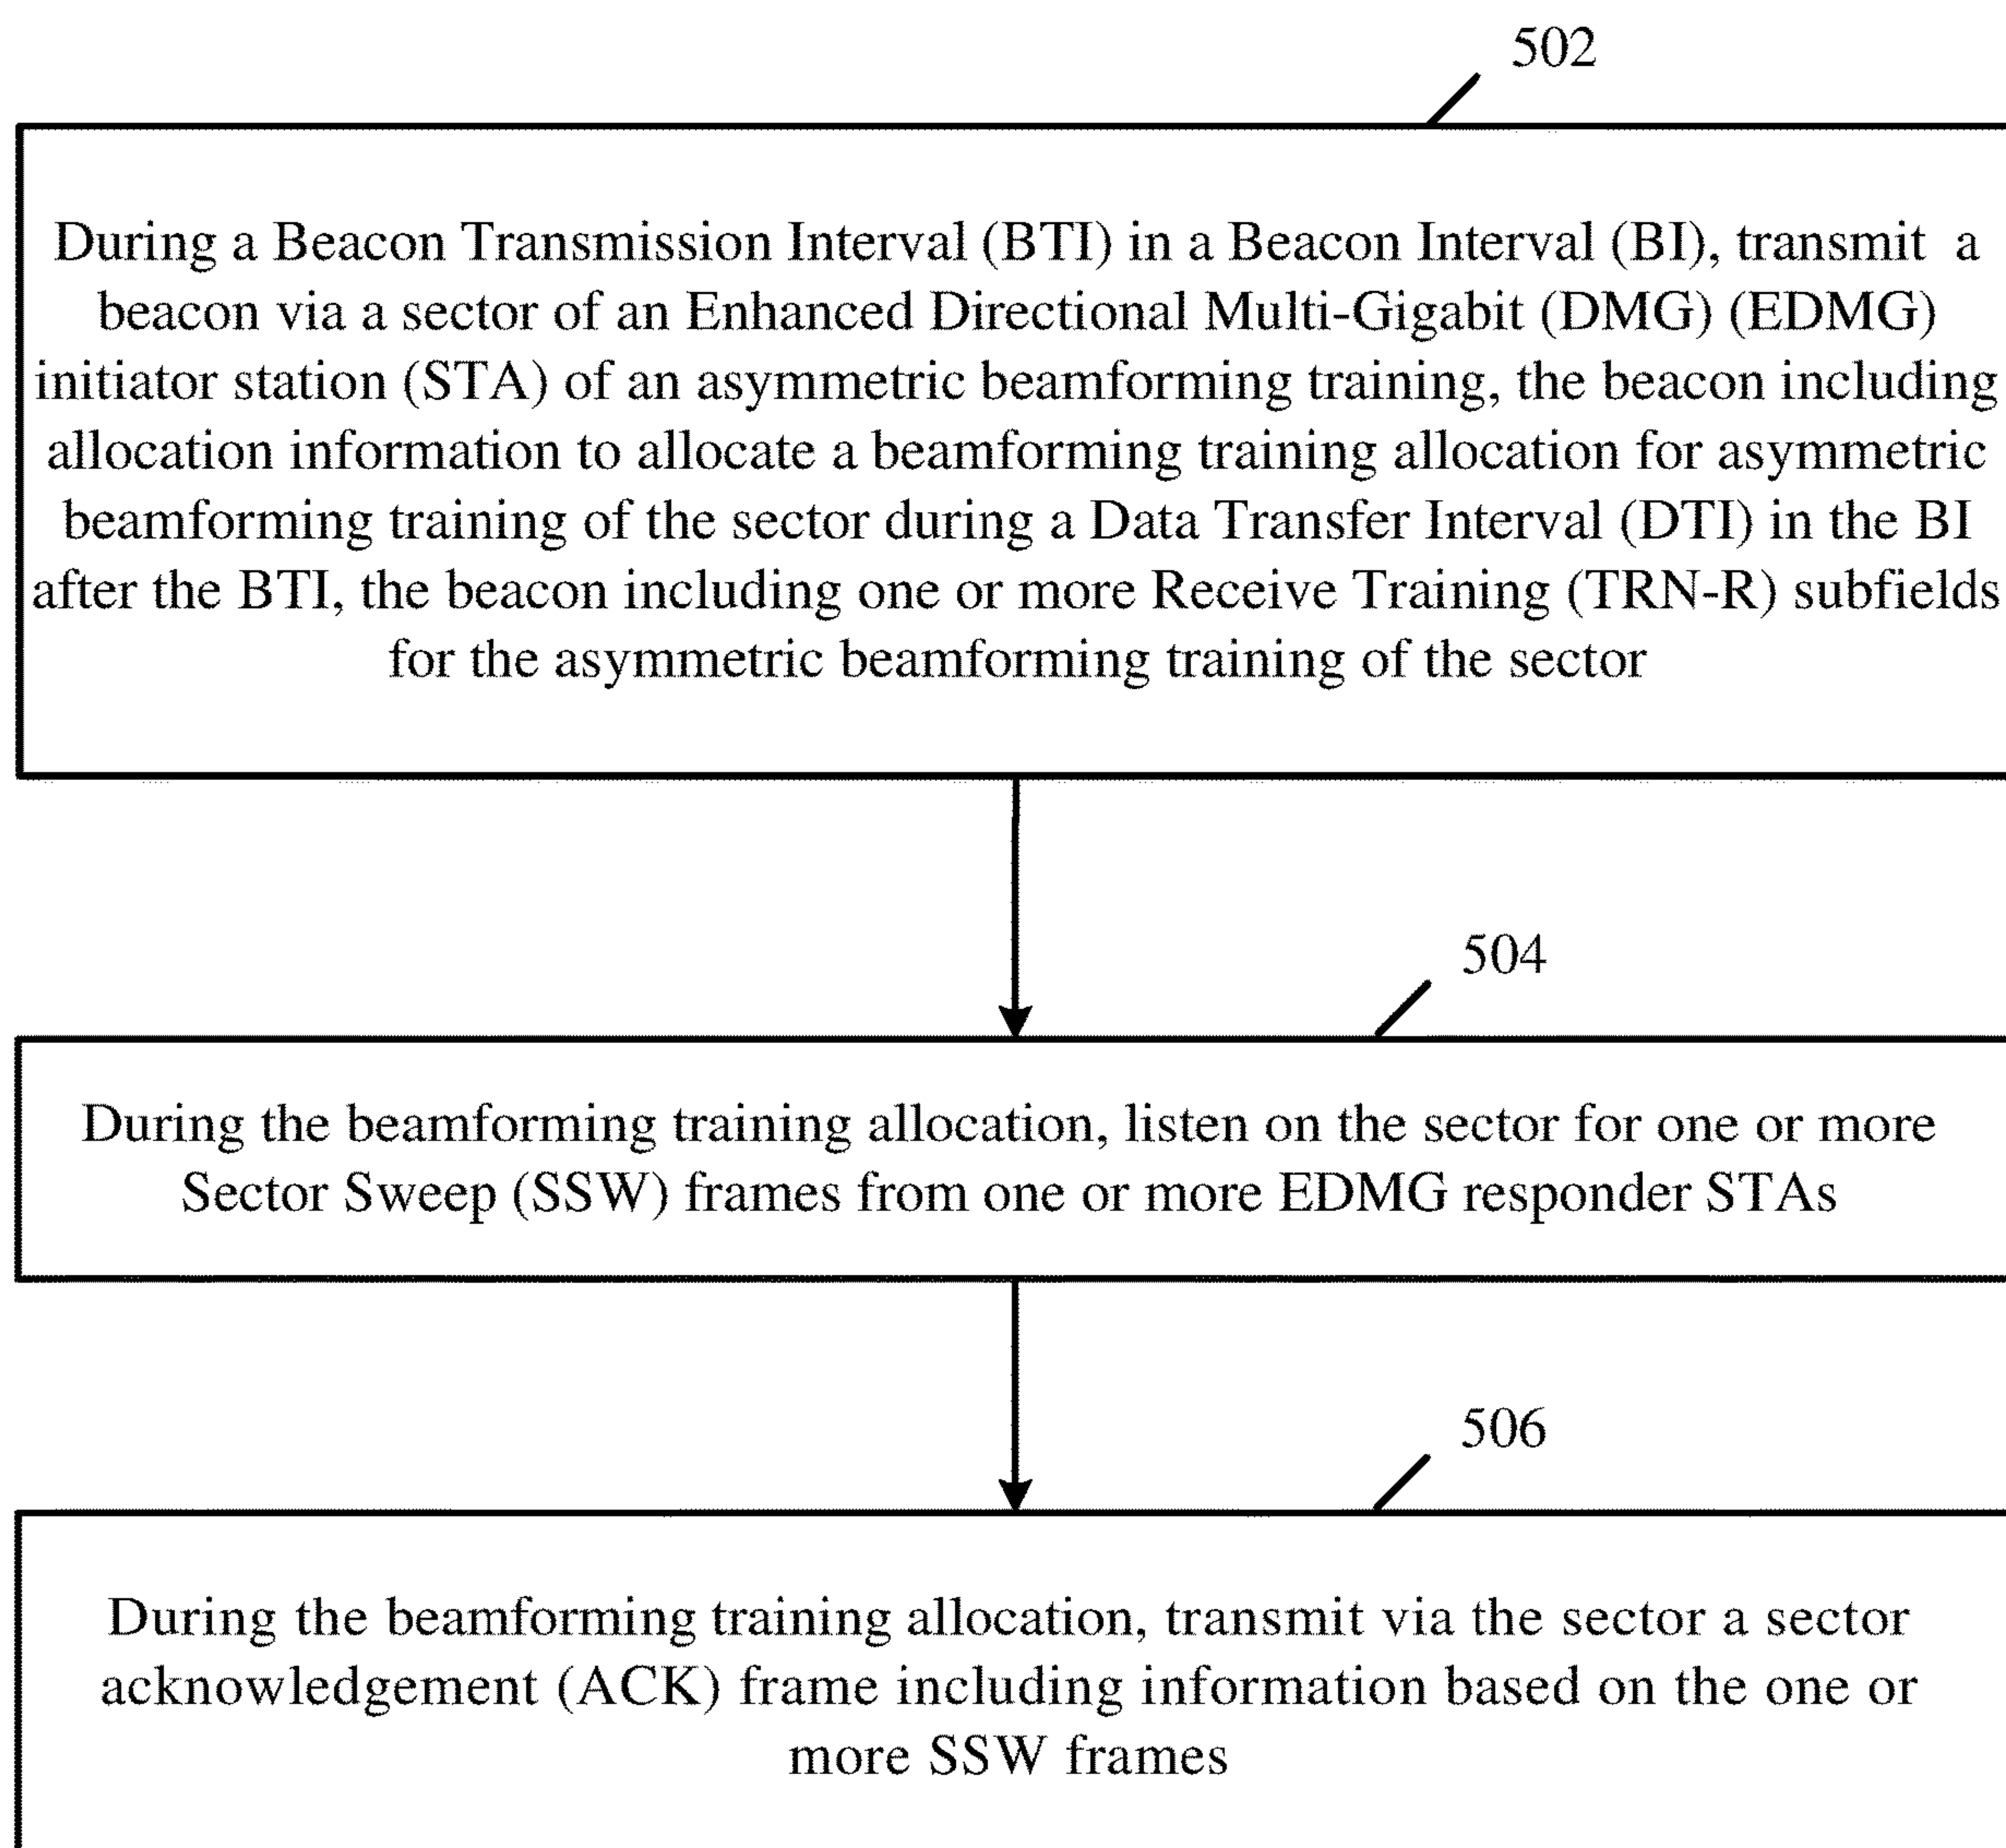 502
During a Beacon Transmission Interval (BTI) in a Beacon Interval (BI), transmit a
beacon via a sector of an Enhanced Directional Multi-Gigabit (DMG) (EDMG)
initiator station (STA) of an asymmetric beamforming training, the beacon including
allocation information to allocate a beamforming training allocation for asymmetric
beamforming training of the sector during a Data Transfer Interval (DTI) in the BI
after the BTI, the beacon including one or more Receive Training (TRN-R) subfields
for the asymmetric beamforming training of the sector
504
During the beamforming training allocation, listen on the sector for one or more
Sector Sweep (SSW) frames from one or more EDMG responder STAs
506
During the beamforming training allocation, transmit via the sector a sector
acknowledgement (ACK) frame including information based on the one or
more SSW frames